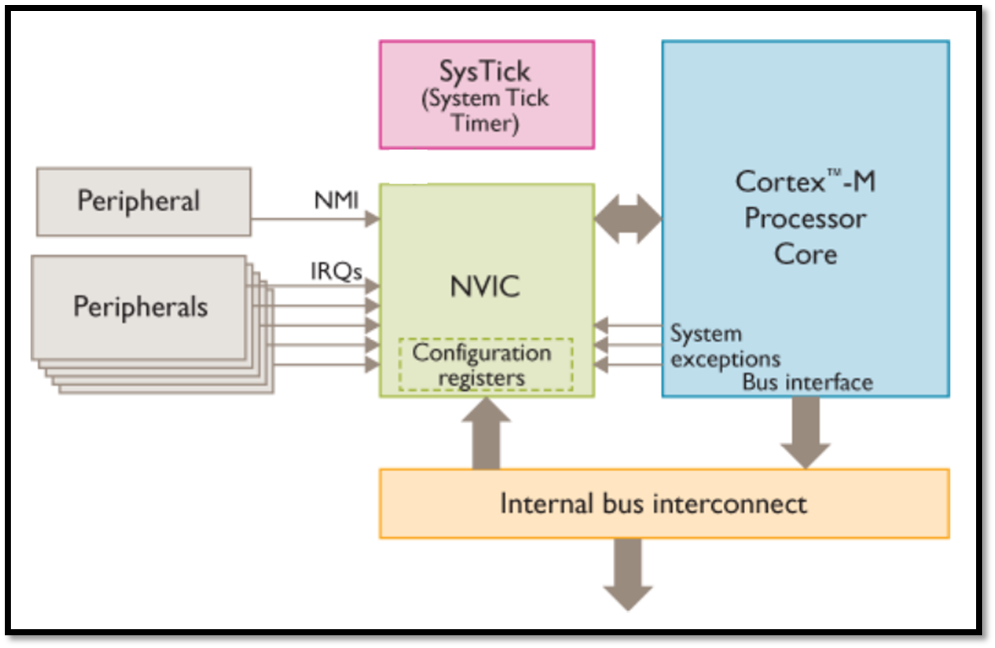 SysTick
(System Tick
Timer)
Peripheral
NMI
Cortex™-M
Processor
Core
IRQs
Peripherals
NVIC
Configuration
registers
System
exceptions
Bus interface
Internal bus interconnect